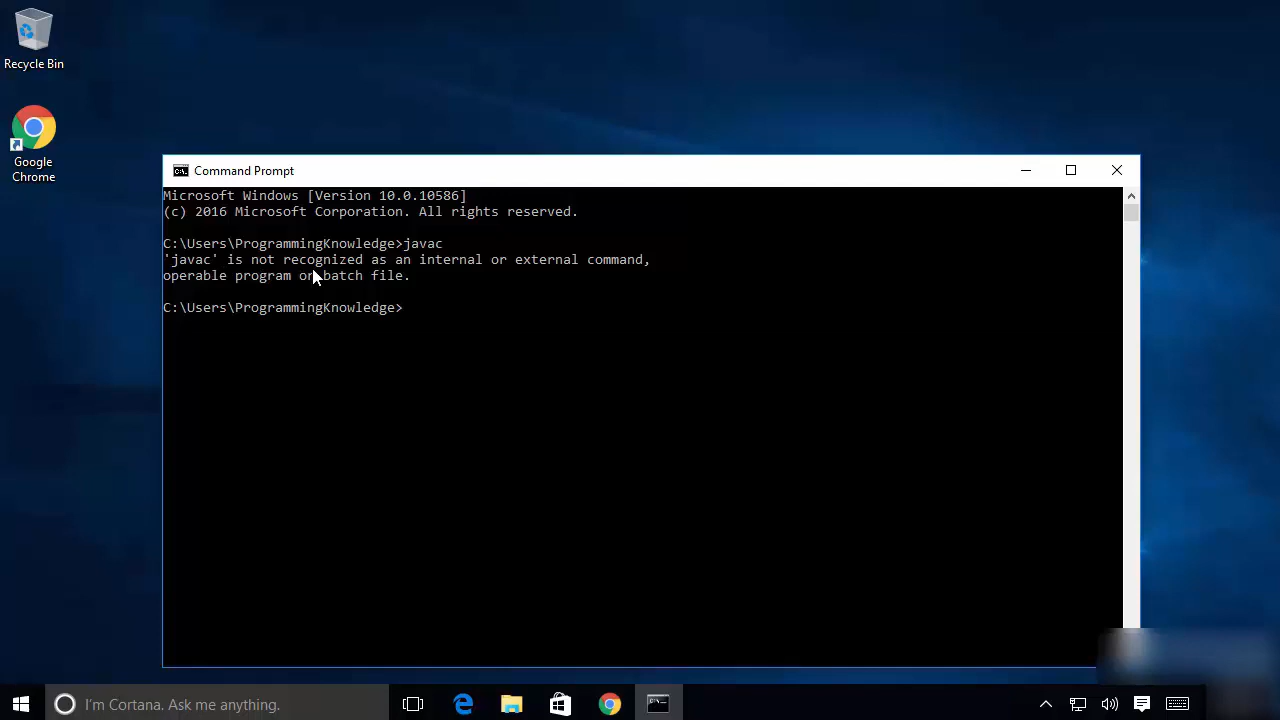 Recycle Bin
Google
Chrome
Command Prompt
Microsoft Windows [Version 10.0.10586]
(c) 2016 Microsoft Corporation. All rights reserved.
C:\Users\ProgrammingKnowledge>javac
'javac' is not recognized as an internal or external command,
operable program or batch file.
C:\Users\ProgrammingKnowledge>
I'm Cortana. Ask me anything.